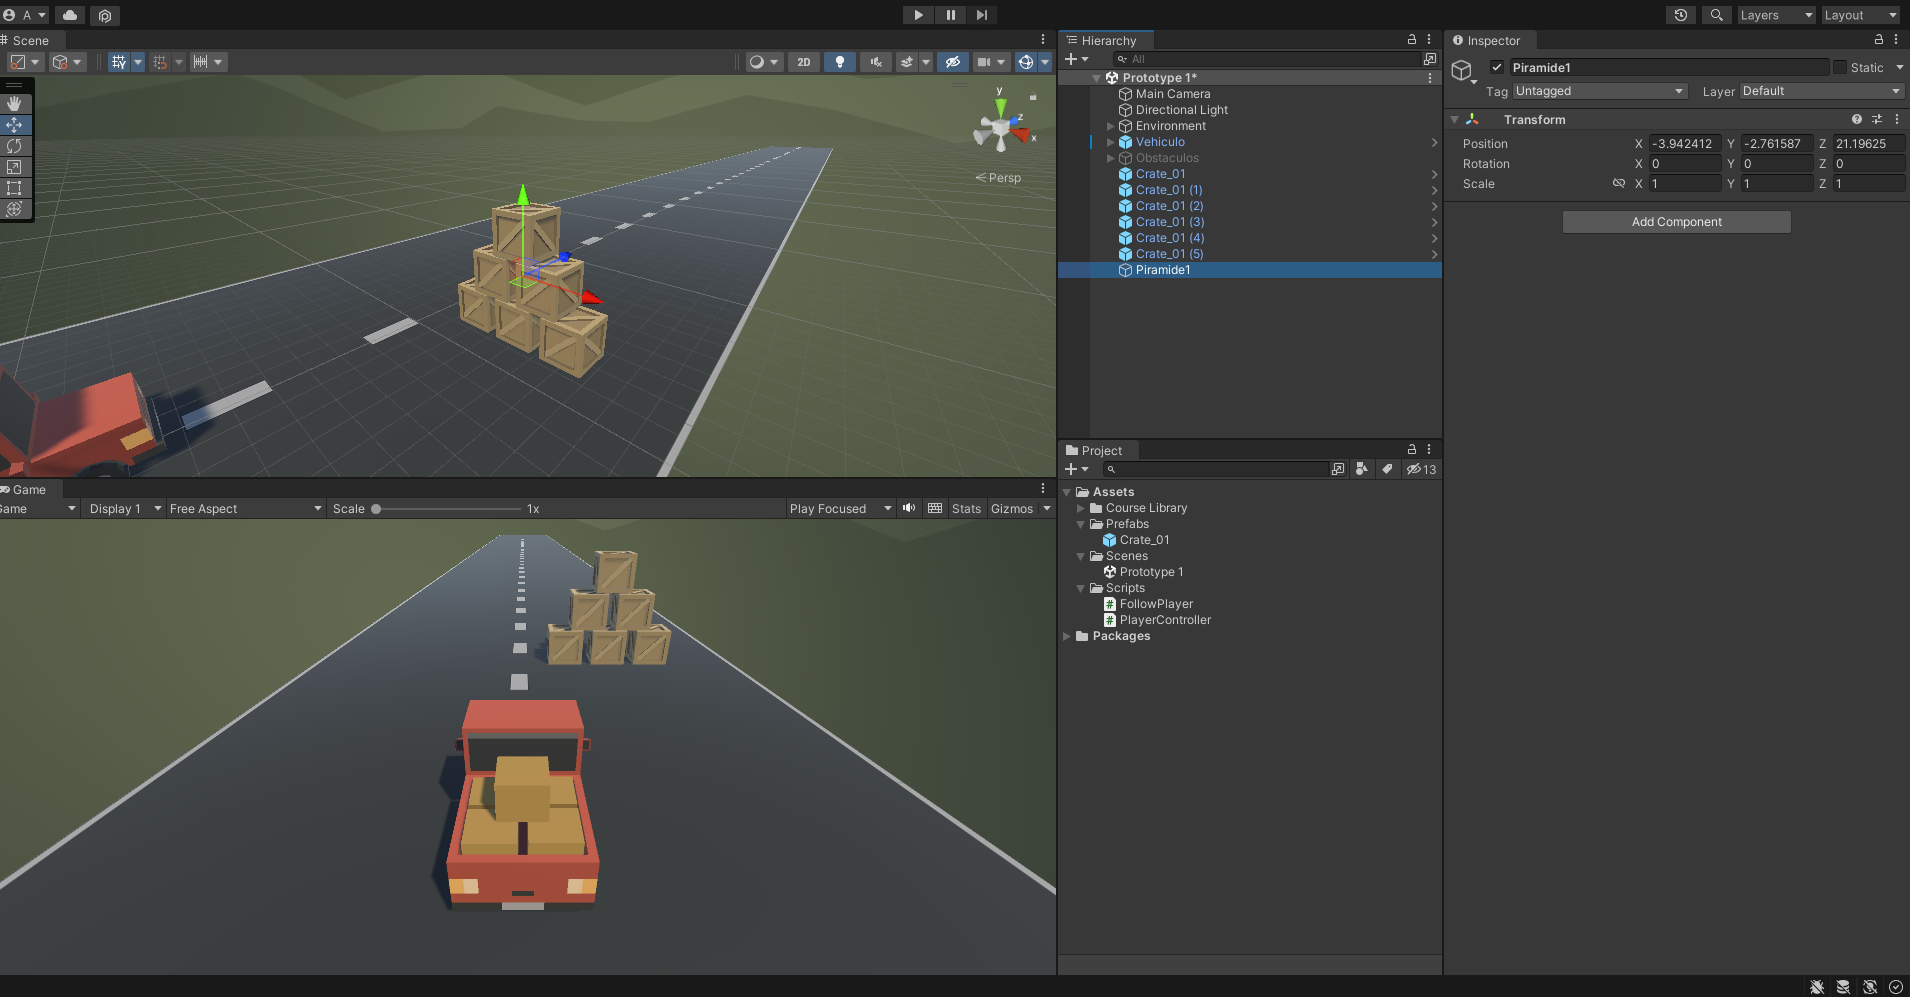 A
Layers
Layout
Scene
2D
y
z
x
Persp
Game
Game
Display 1
Free Aspect
Scale
1x
Play Focused
Stats
Gizmos
Hierarchy
All
Prototype 1*
Main Camera
Directional Light
Environment
Vehiculo
Obstaculos
Crate_01
Crate_01 (1)
Crate_01 (2)
Crate_01 (3)
Crate_01 (4)
Crate_01 (5)
Piramide1
Project
13
Assets
Course Library
Prefabs
Crate_01
Scenes
Prototype 1
Scripts
FollowPlayer
PlayerController
Packages
Inspector
Piramide1
Static
Tag Untagged Layer Default
Transform
Position X -3.942412 Y -2.761587 Z 21.19625
Rotation X 0 Y 0 Z 0
Scale X 1 Y 1 Z 1
Add Component